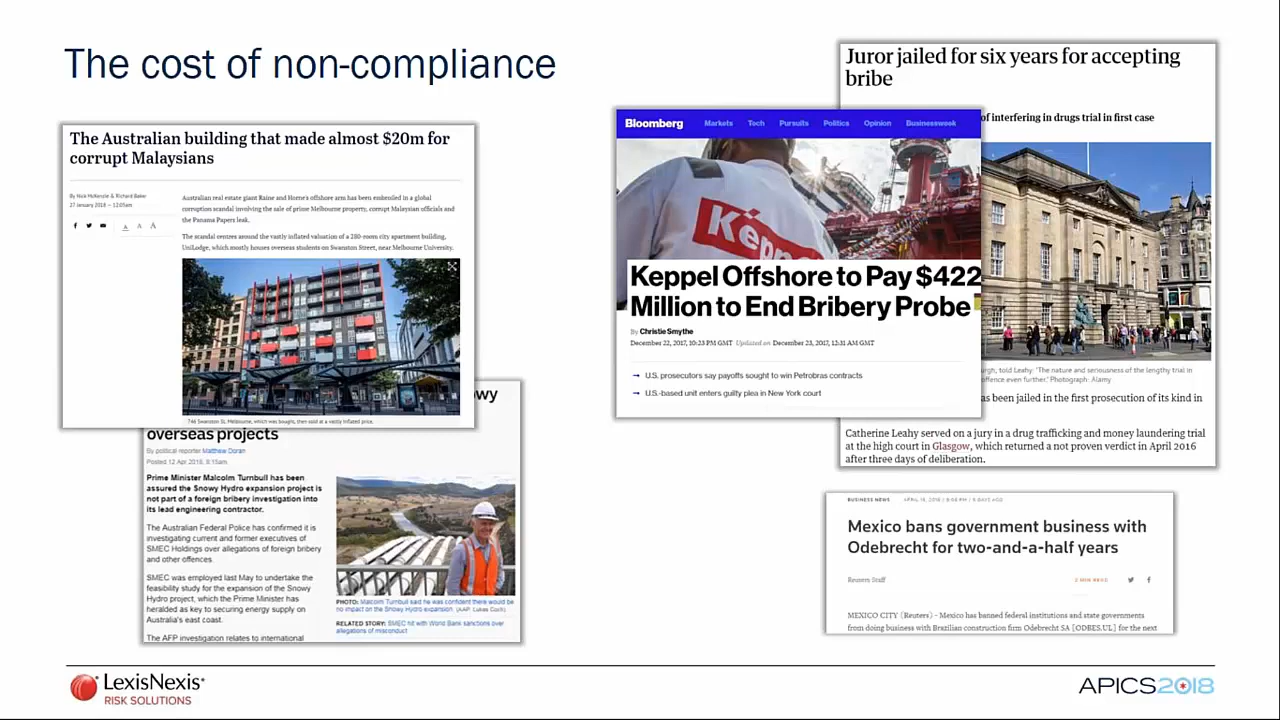 The cost of non-compliance
The Australian building that made almost $20m for
corrupt Malaysians
By Nick McKenzie & Richard Baker
27 January 2016 — 12:05am
A A A
Australian real estate giant Raine and Horne's offshore arm has been embroiled in a global
corruption scandal involving the sale of prime Melbourne property, corrupt Malaysian officials and
the Panama Papers leak.
The scandal centres around the vastly inflated valuation of a 280-room city apartment building,
UniLodge, which mostly houses overseas students on Swanston Street, near Melbourne University.
746 Swanston St, Melbourne, which was bought, then sold at a vastly inflated price.
wy
overseas projects
By political reporter Matthew Doran
Posted 12 Apr 2018, 8:15am
Prime Minister Malcolm Turnbull has been
assured the Snowy Hydro expansion project is
not part of a foreign bribery investigation into
its lead engineering contractor.
The Australian Federal Police has confirmed it is
investigating current and former executives of
SMEC Holdings over allegations of foreign bribery
and other offences.
SMEC was employed last May to undertake the
feasibility study for the expansion of the Snowy
Hydro project, which the Prime Minister has
heralded as key to securing energy supply on
Australia's east coast.
The AFP investigation relates to international
PHOTO: Malcolm Turnbull said he was confident there would be
no impact on the Snowy Hydro expansion. (AAP: Lukas Coch)
RELATED STORY: SMEC hit with World Bank sanctions over
allegations of misconduct
Bloomberg Markets Tech Pursuits Politics Opinion Businessweek
Kepp
Keppel Offshore to Pay $422
Million to End Bribery Probe
By Christie Smythe
December 22, 2017, 10:23 PM GMT Updated on December 23, 2017, 12:31 AM GMT
→ U.S. prosecutors say payoffs sought to win Petrobras contracts
→ U.S.-based unit enters guilty plea in New York court
Juror jailed for six years for accepting
bribe
of interfering in drugs trial in first case
urgh, told Leahy: 'The nature and seriousness of the lengthy trial in
offence even further.' Photograph: Alamy
as been jailed in the first prosecution of its kind in
Catherine Leahy served on a jury in a drug trafficking and money laundering trial
at the high court in Glasgow, which returned a not proven verdict in April 2016
after three days of deliberation.
BUSINESS NEWS
Mexico bans government business with
Odebrecht for two-and-a-half years
Reuters Staff
2 MIN READ
MEXICO CITY (Reuters) - Mexico has banned federal institutions and state governments
from doing business with Brazilian construction firm Odebrecht SA [ODBES.UL] for the next
LexisNexis
RISK SOLUTIONS
APICS2018